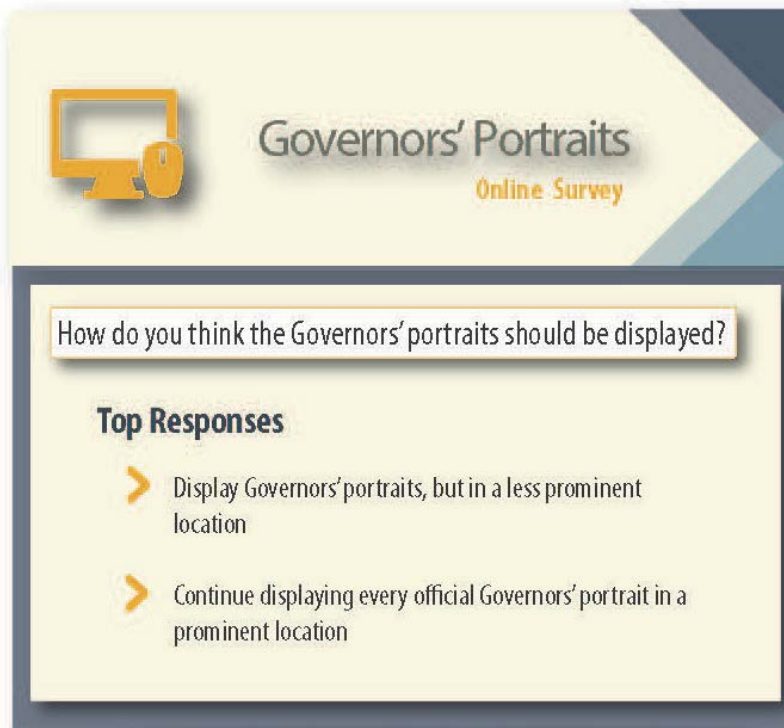 Governors' Portraits
Online Survey
How do you think the Governors' portraits should be displayed?
Top Responses
Display Governors' portraits, but in a less prominent
location
Continue displaying every official Governors' portrait in a
prominent location